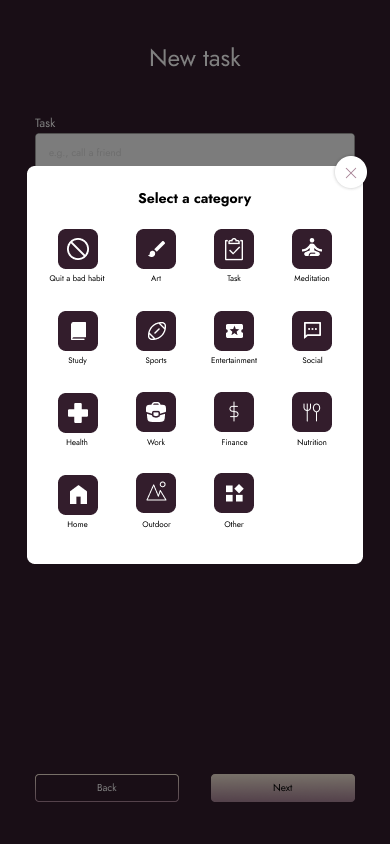 New task
Task
e.g., call a friend
Select a category
Quit a bad habit
Art
Task
Meditation
Study
Sports
Entertainment
Social
Health
Work
Finance
Nutrition
Home
Outdoor
Other
Back
Next